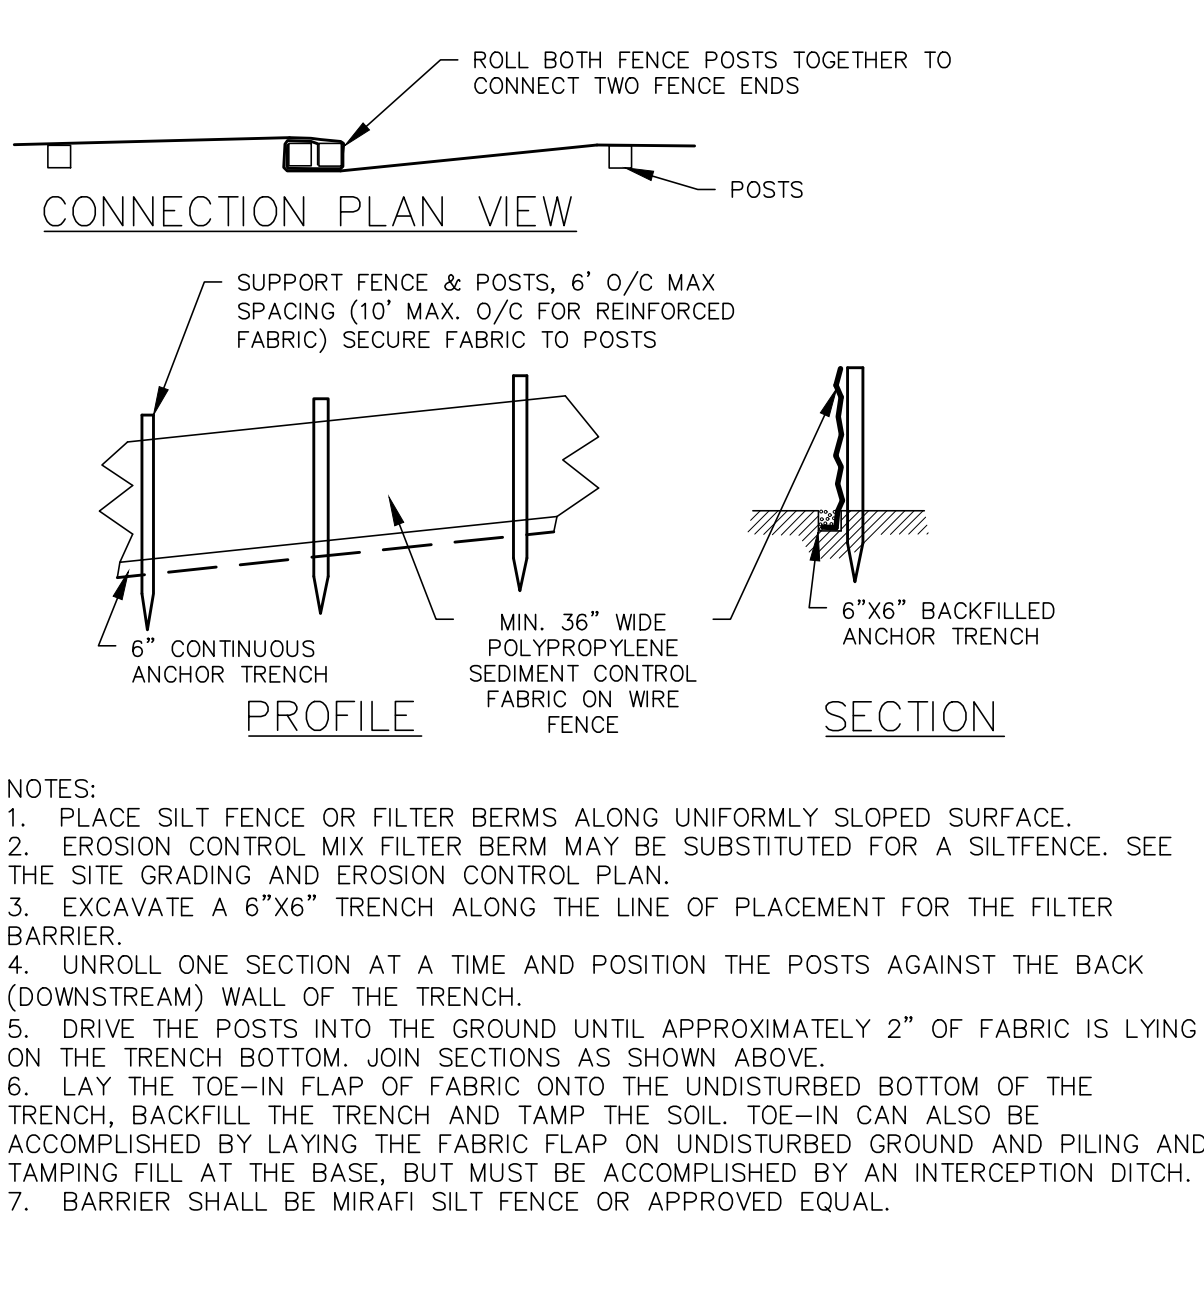 ROLL BOTH FENCE POSTS TOGETHER TO
CONNECT TWO FENCE ENDS
POSTS
CONNECTION PLAN VIEW
SUPPORT FENCE & POSTS, 6' O/C MAX
SPACING (10' MAX. O/C FOR REINFORCED
FABRIC) SECURE FABRIC TO POSTS
6" CONTINUOUS
ANCHOR TRENCH
MIN. 36" WIDE
POLYPROPYLENE
SEDIMENT CONTROL
FABRIC ON WIRE
FENCE
6"X6" BACKFILLED
ANCHOR TRENCH
PROFILE
SECTION
NOTES:
1. PLACE SILT FENCE OR FILTER BERMS ALONG UNIFORMLY SLOPED SURFACE.
2. EROSION CONTROL MIX FILTER BERM MAY BE SUBSTITUTED FOR A SILTFENCE. SEE
THE SITE GRADING AND EROSION CONTROL PLAN.
3. EXCAVATE A 6"X6" TRENCH ALONG THE LINE OF PLACEMENT FOR THE FILTER
BARRIER.
4. UNROLL ONE SECTION AT A TIME AND POSITION THE POSTS AGAINST THE BACK
(DOWNSTREAM) WALL OF THE TRENCH.
5. DRIVE THE POSTS INTO THE GROUND UNTIL APPROXIMATELY 2" OF FABRIC IS LYING
ON THE TRENCH BOTTOM. JOIN SECTIONS AS SHOWN ABOVE.
6. LAY THE TOE-IN FLAP OF FABRIC ONTO THE UNDISTURBED BOTTOM OF THE
TRENCH, BACKFILL THE TRENCH AND TAMP THE SOIL. TOE-IN CAN ALSO BE
ACCOMPLISHED BY LAYING THE FABRIC FLAP ON UNDISTURBED GROUND AND PILING AND
TAMPING FILL AT THE BASE, BUT MUST BE ACCOMPLISHED BY AN INTERCEPTION DITCH.
7. BARRIER SHALL BE MIRAFI SILT FENCE OR APPROVED EQUAL.